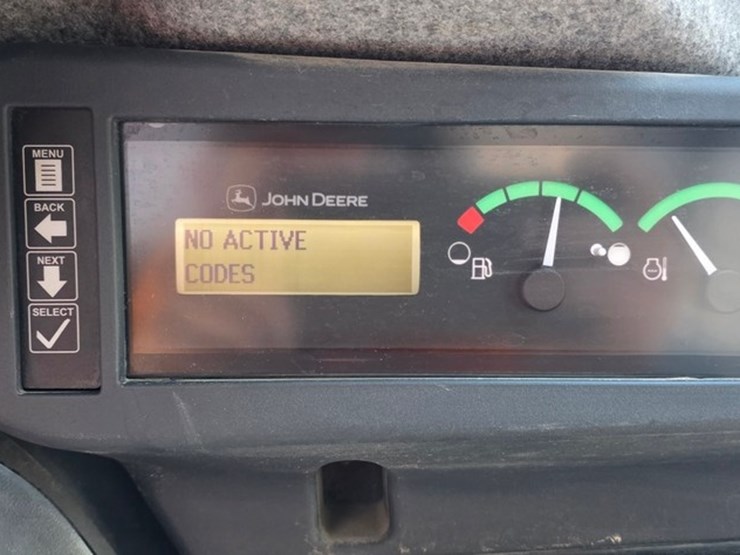 MENU
BACK
NEXT
SELECT
JOHN DEERE
NO ACTIVE
CODES